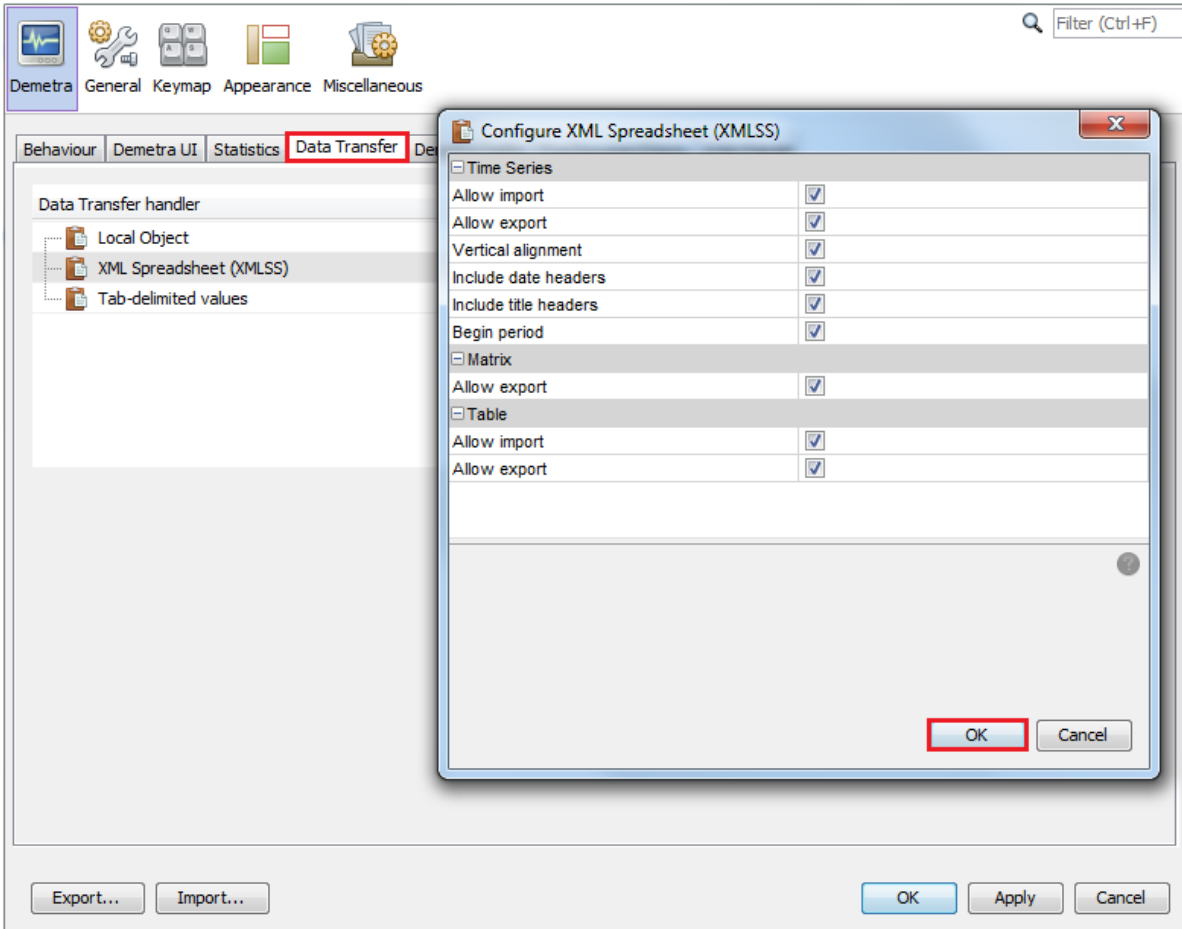 Filter (Ctrl+F)
Demetra General Keymap Appearance Miscellaneous
Behaviour Demetra UI Statistics Data Transfer De
Data Transfer handler
Local Object
XML Spreadsheet (XMLSS)
Tab-delimited values
Configure XML Spreadsheet (XMLSS)
Time Series
Allow import
Allow export
Vertical alignment
Include date headers
Include title headers
Begin period
Matrix
Allow export
Table
Allow import
Allow export
?
OK Cancel
Export... Import... OK Apply Cancel